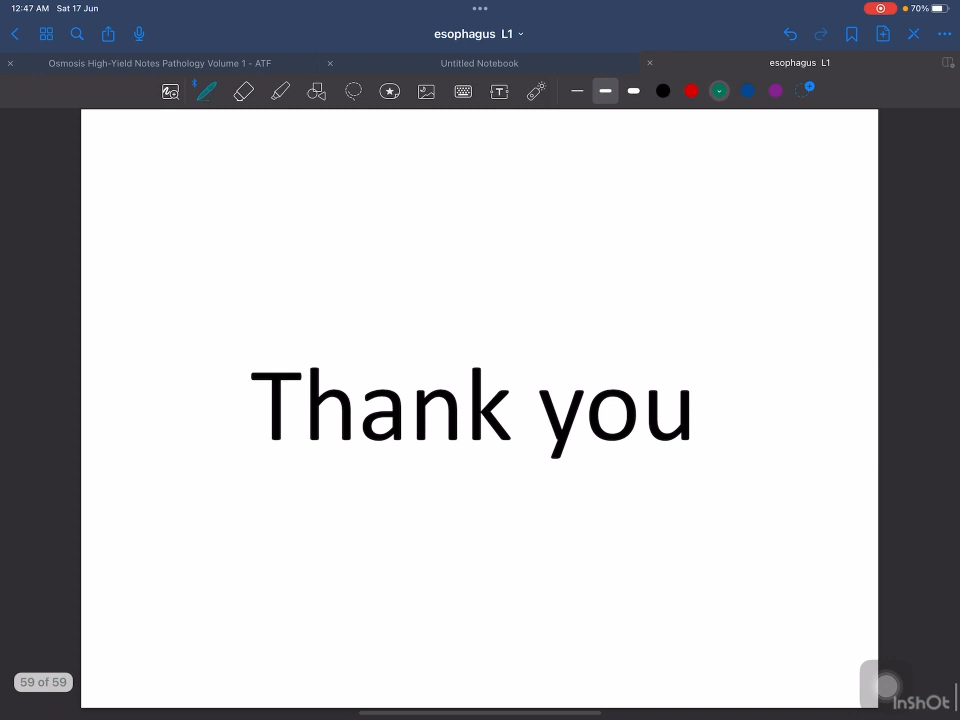 12:47 AM Sat 17 Jun
70%
esophagus L1
Osmosis High-Yield Notes Pathology Volume 1 - ATF
Untitled Notebook
esophagus L1
Thank you
59 of 59
InShOt